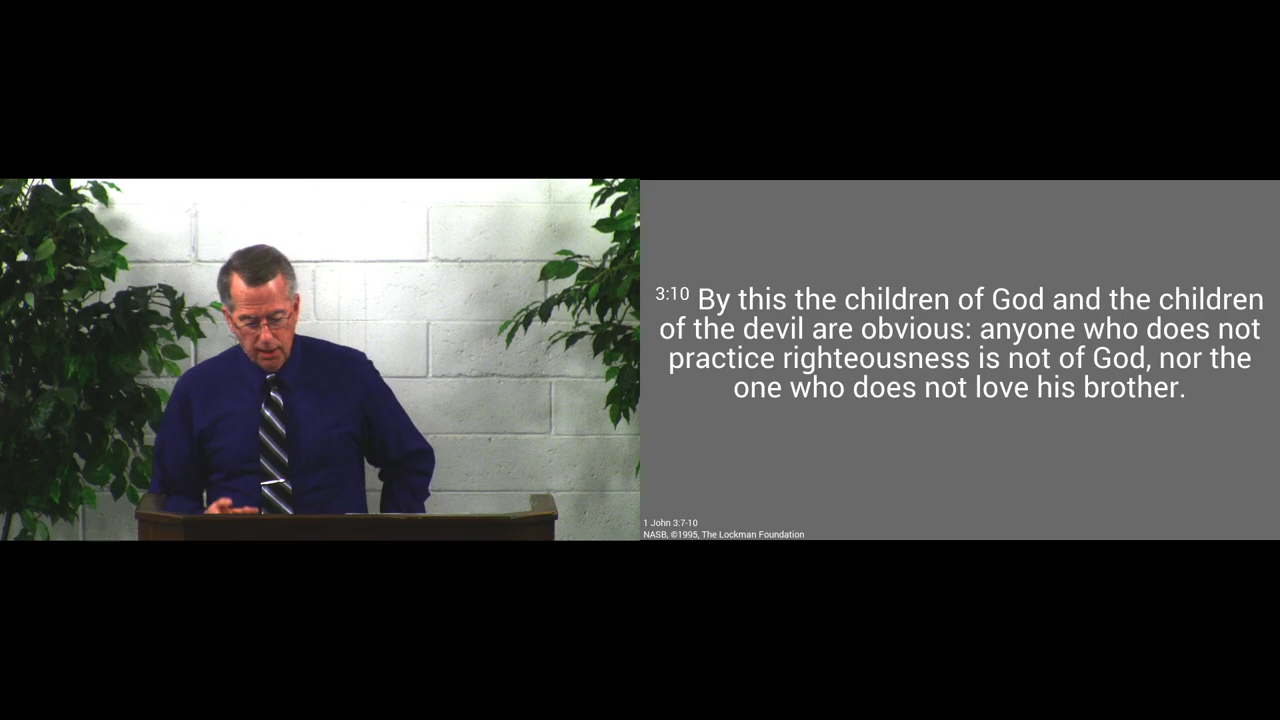 3:10 By this the children of God and the children
of the devil are obvious: anyone who does not
practice righteousness is not of God, nor the
one who does not love his brother.
1 John 3:7-10
NASB, ©1995, The Lockman Foundation